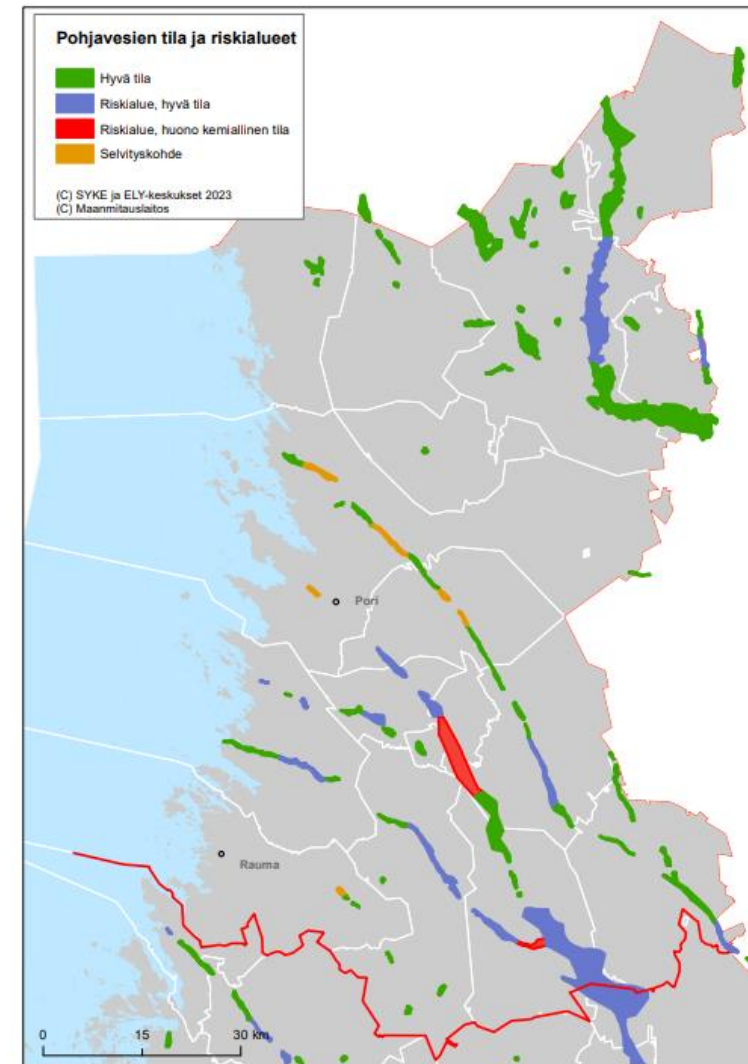 Pohjavesien tila ja riskialueet
Hyvä tila
Riskialue, hyvä tila
Riskialue, huono kemiallinen tila
Selvityskohde
(C) SYKE ja ELY-keskukset 2023
(C) Maanmittauslaitos
Pori
Rauma
0 15 30 km